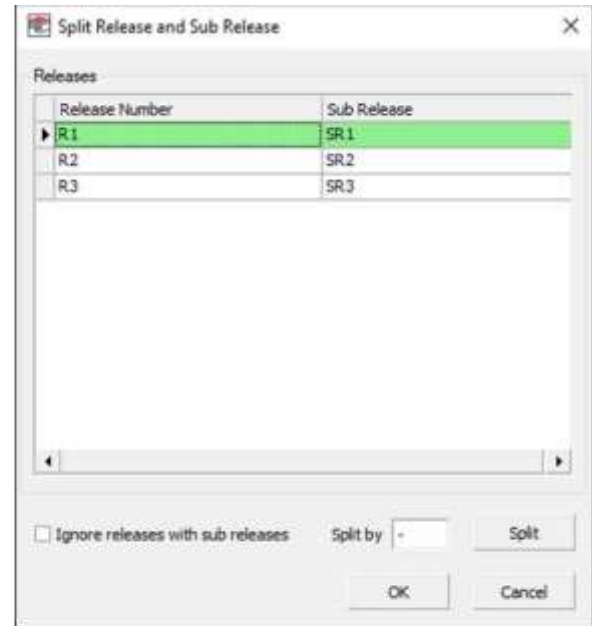 Split Release and Sub Release
Releases
Release Number Sub Release
R1 SR1
R2 SR2
R3 SR3
Ignore releases with sub releases Split by - Split
OK Cancel